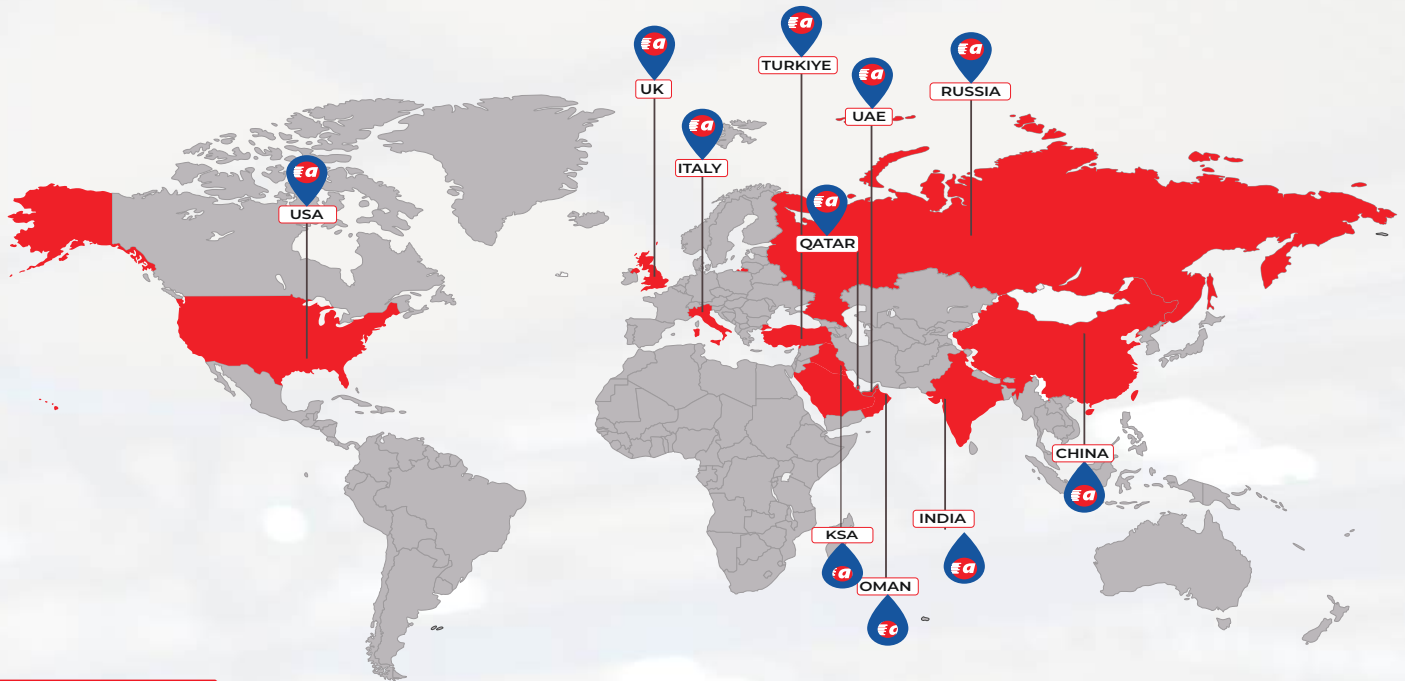 TURKIYE
UK
RUSSIA
UAE
ITALY
USA
QATAR
CHINA
INDIA
KSA
OMAN
a
a
a
a
a
a
a
a
a
a
a